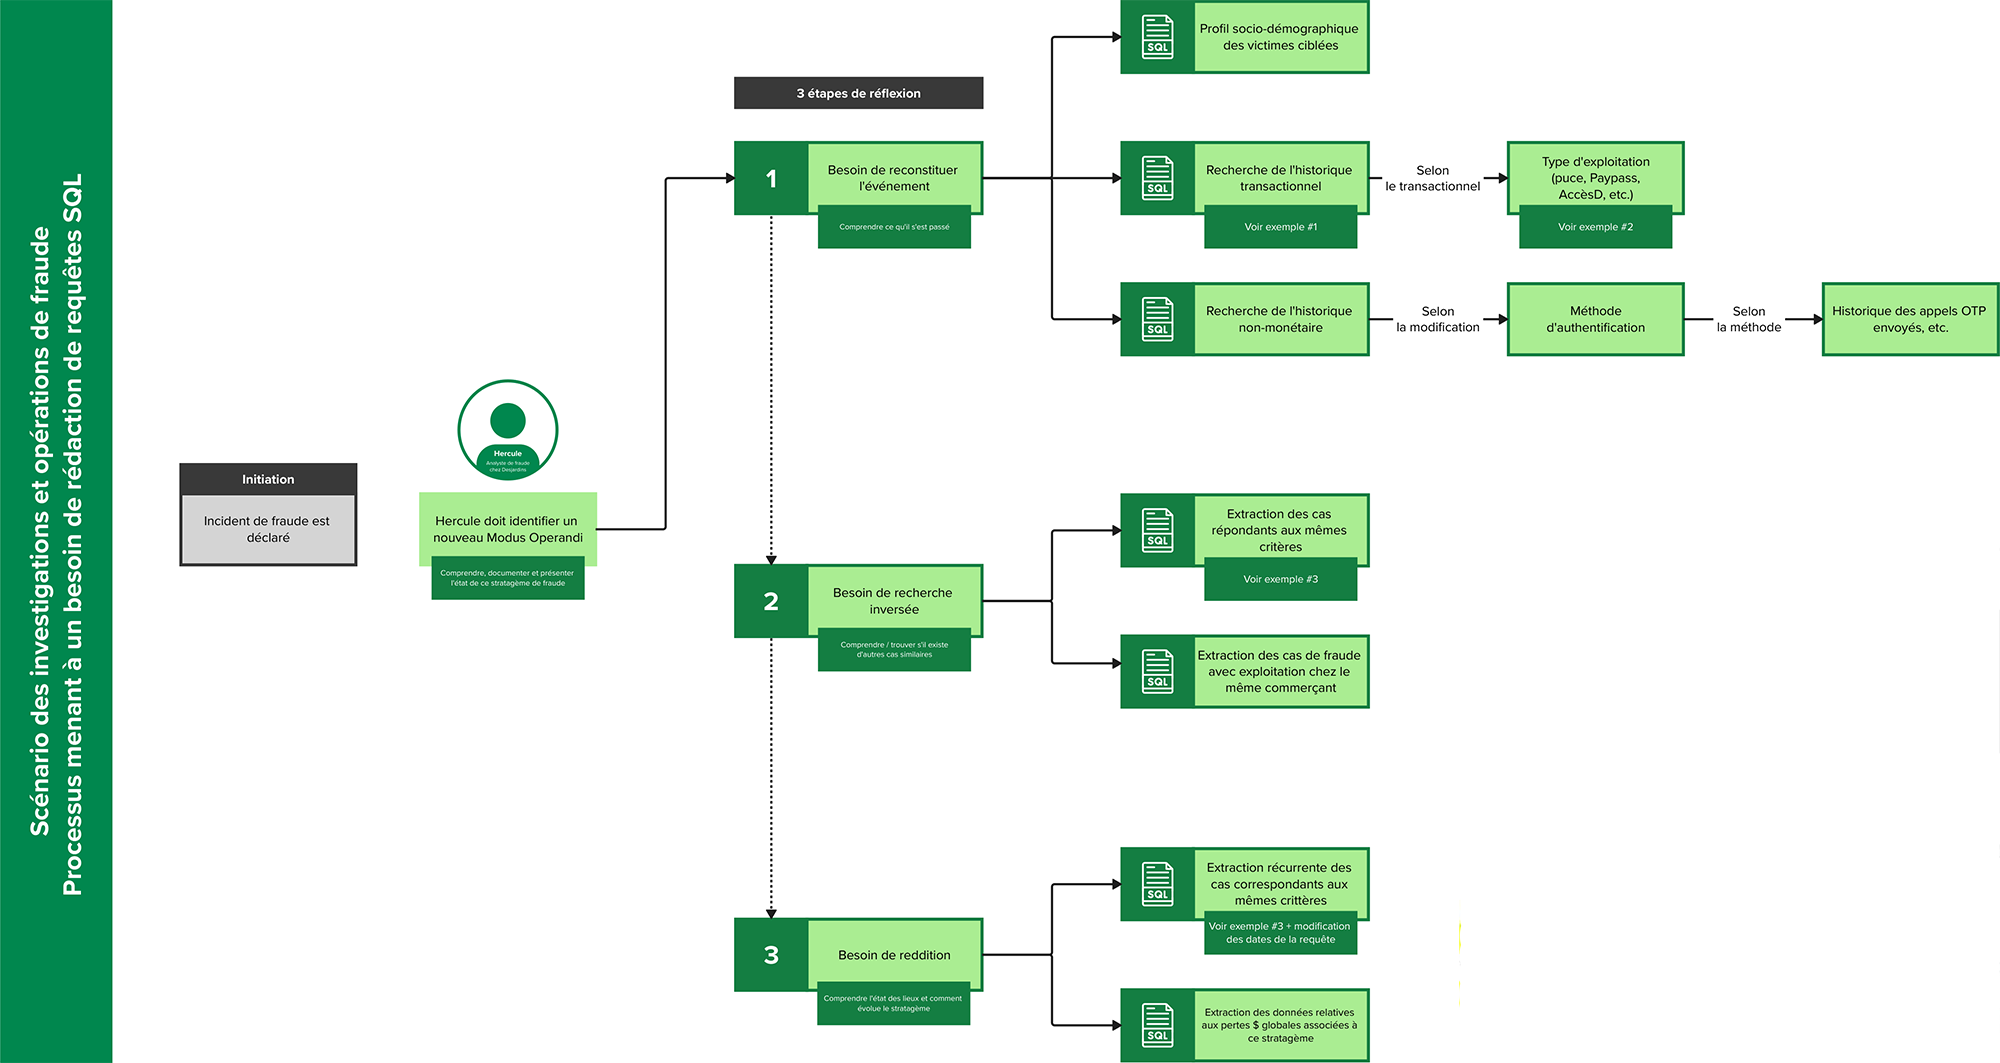 Scénario des investigations et opérations de fraude
Processus menant à un besoin de rédaction de requêtes SQL
Initiation
Incident de fraude est
déclaré
Hercule
Analyste de fraude
chez Desjardins
Hercule doit identifier un
nouveau Modus Operandi
Comprendre, documenter et présenter
l'état de ce stratagème de fraude
3 étapes de réflexion
1
Besoin de reconstituer
l'événement
Comprendre ce qu'il s'est passé
SQL
Profil socio-démographique
des victimes ciblées
SQL
Recherche de l'historique
transactionnel
Voir exemple #1
Selon
le transactionnel
Type d'exploitation
(puce, Paypass,
AccèsD, etc.)
Voir exemple #2
SQL
Recherche de l'historique
non-monétaire
Selon
la modification
Méthode
d'authentification
Selon
la méthode
Historique des appels OTP
envoyés, etc.
2
Besoin de recherche
inversée
Comprendre / trouver s'il existe
d'autres cas similaires
SQL
Extraction des cas
répondants aux mêmes
critères
Voir exemple #3
SQL
Extraction des cas de fraude
avec exploitation chez le
même commerçant
3
Besoin de reddition
Comprendre l'état des lieux et comment
évolue le stratagème
SQL
Extraction récurrente des
cas correspondants aux
mêmes crittères
Voir exemple #3 + modification
des dates de la requête
SQL
Extraction des données relatives
aux pertes $ globales associées à
ce stratagème